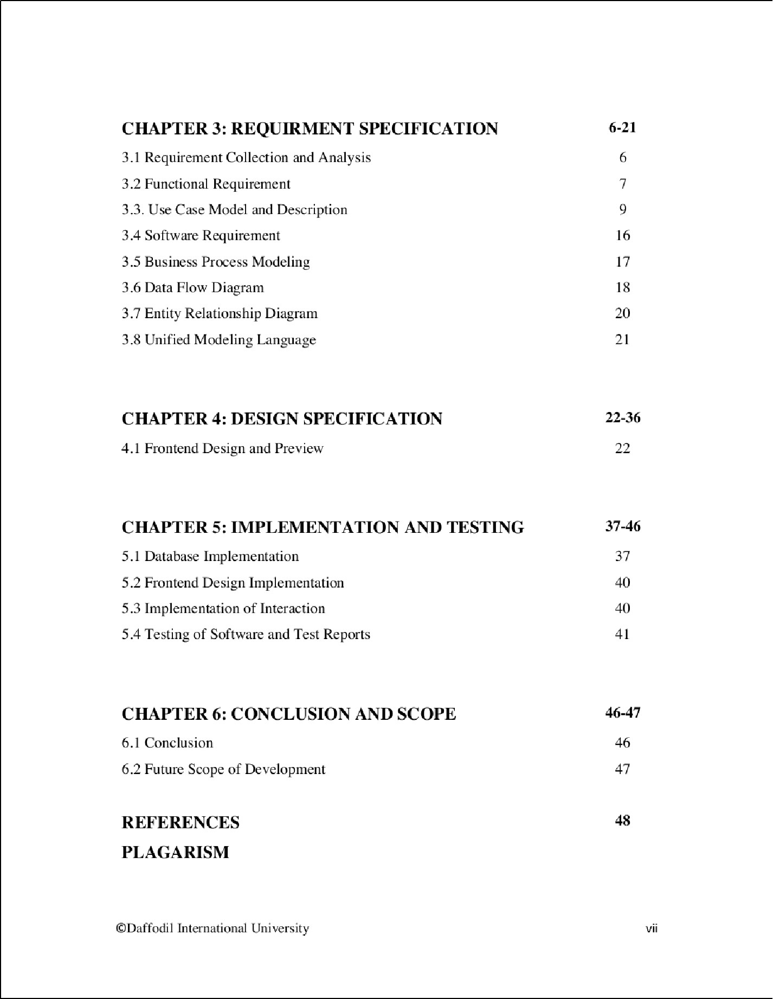 CHAPTER 3: REQUIRMENT SPECIFICATION 6-21
3.1 Requirement Collection and Analysis 6
3.2 Functional Requirement 7
3.3. Use Case Model and Description 9
3.4 Software Requirement 16
3.5 Business Process Modeling 17
3.6 Data Flow Diagram 18
3.7 Entity Relationship Diagram 20
3.8 Unified Modeling Language 21
CHAPTER 4: DESIGN SPECIFICATION 22-36
4.1 Frontend Design and Preview 22
CHAPTER 5: IMPLEMENTATION AND TESTING 37-46
5.1 Database Implementation 37
5.2 Frontend Design Implementation 40
5.3 Implementation of Interaction 40
5.4 Testing of Software and Test Reports 41
CHAPTER 6: CONCLUSION AND SCOPE 46-47
6.1 Conclusion 46
6.2 Future Scope of Development 47
REFERENCES 48
PLAGARISM
©Daffodil International University vii